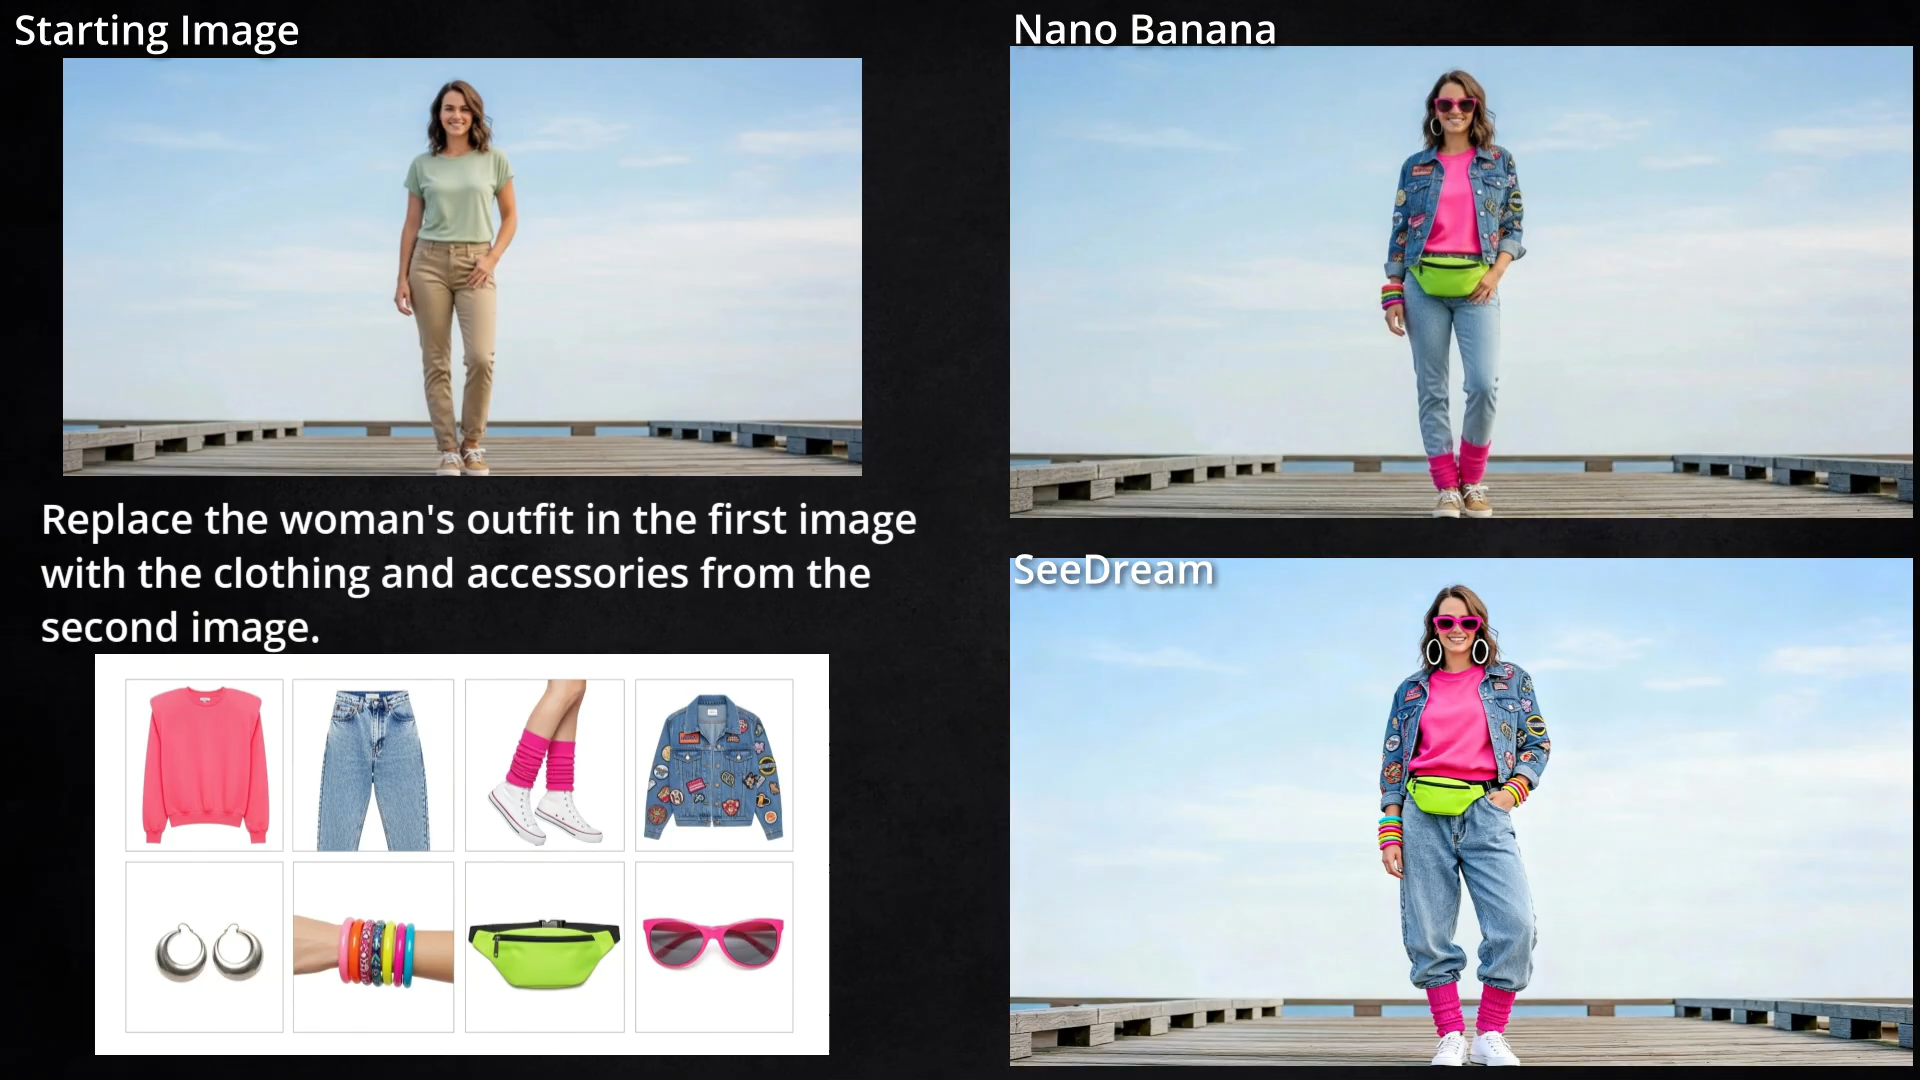 Starting Image
Replace the woman's outfit in the first image
with the clothing and accessories from the
second image.
Nano Banana
SeeDream